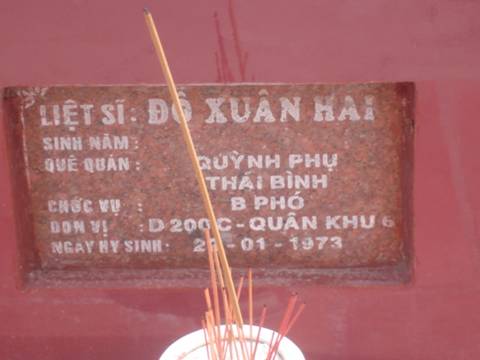 LIỆT SĨ: ĐỖ XUÂN HAI
SINH NĂM:
QUÊ QUÁN: QUỲNH PHỤ
THÁI BÌNH
CHỨC VỤ : B PHÓ
ĐƠN VỊ : D 200C - QUÂN KHU 6
NGÀY HY SINH: - 01 - 1973